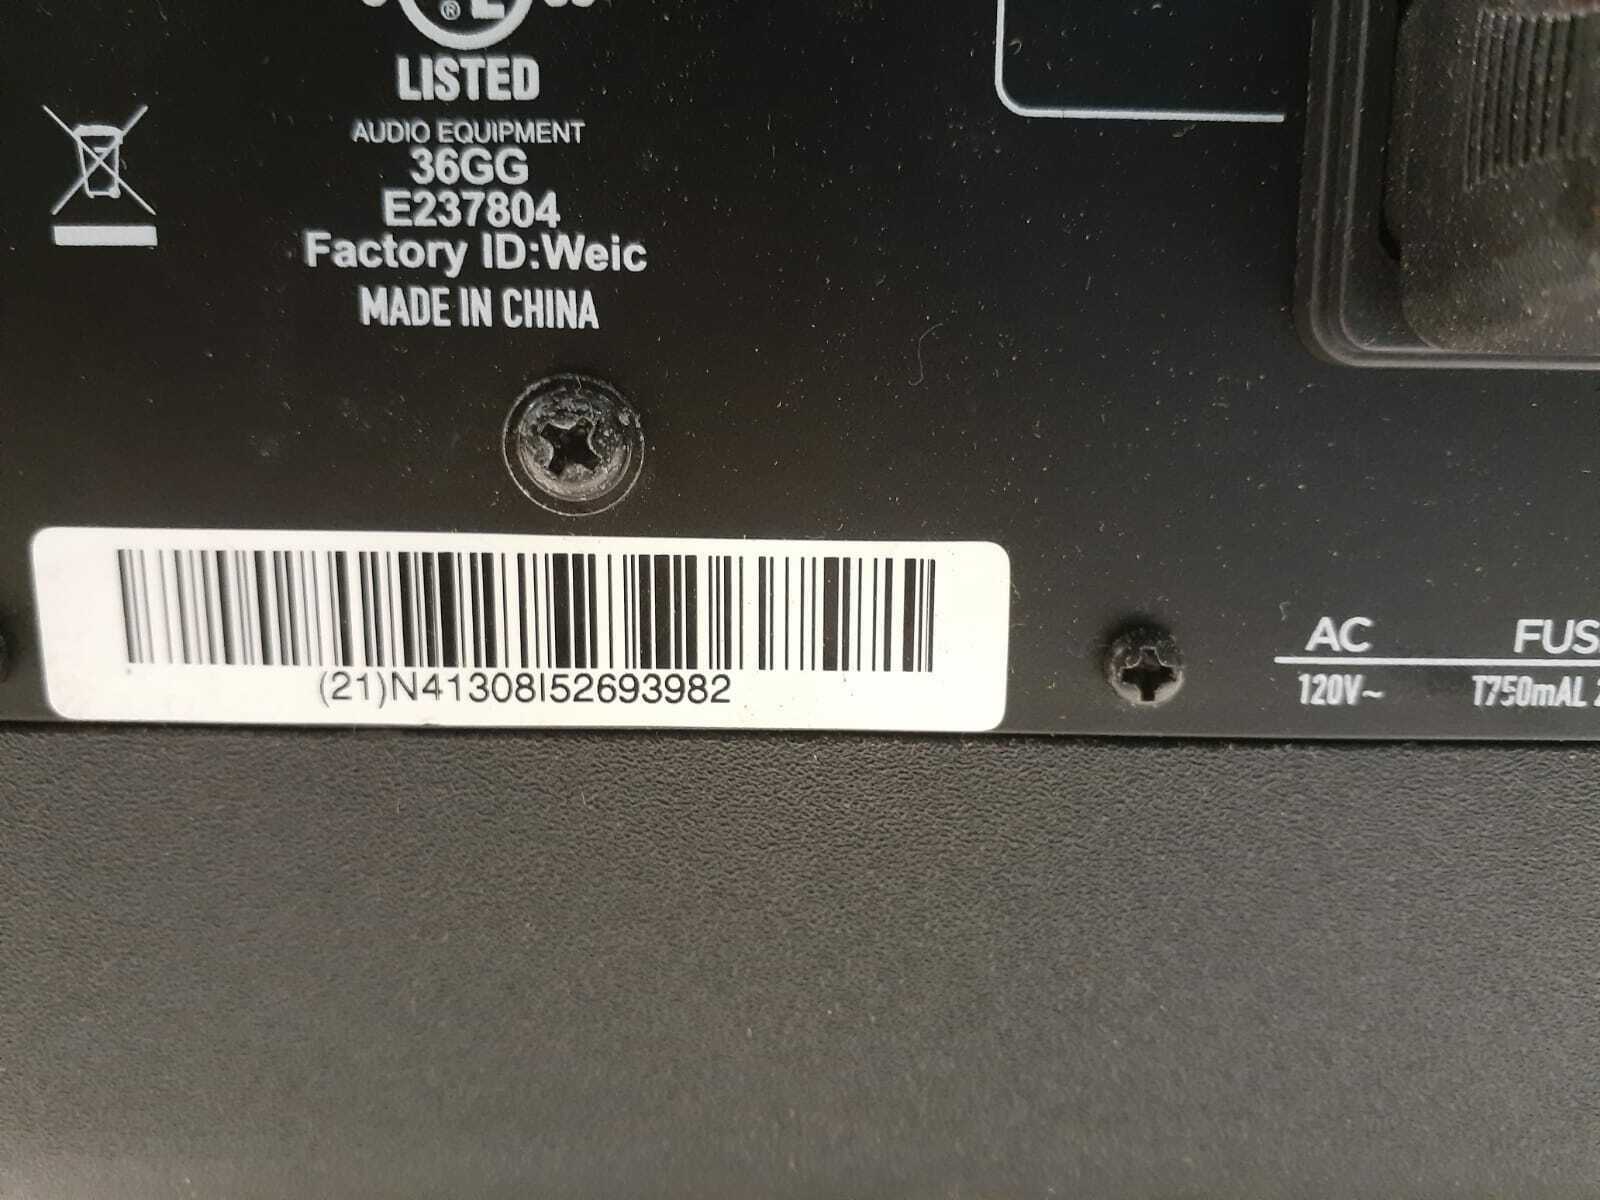 LISTED
AUDIO EQUIPMENT
36GG
E237804
Factory ID:Weic
MADE IN CHINA
(21)N41308I52693982
AC
120V~
T750mAL